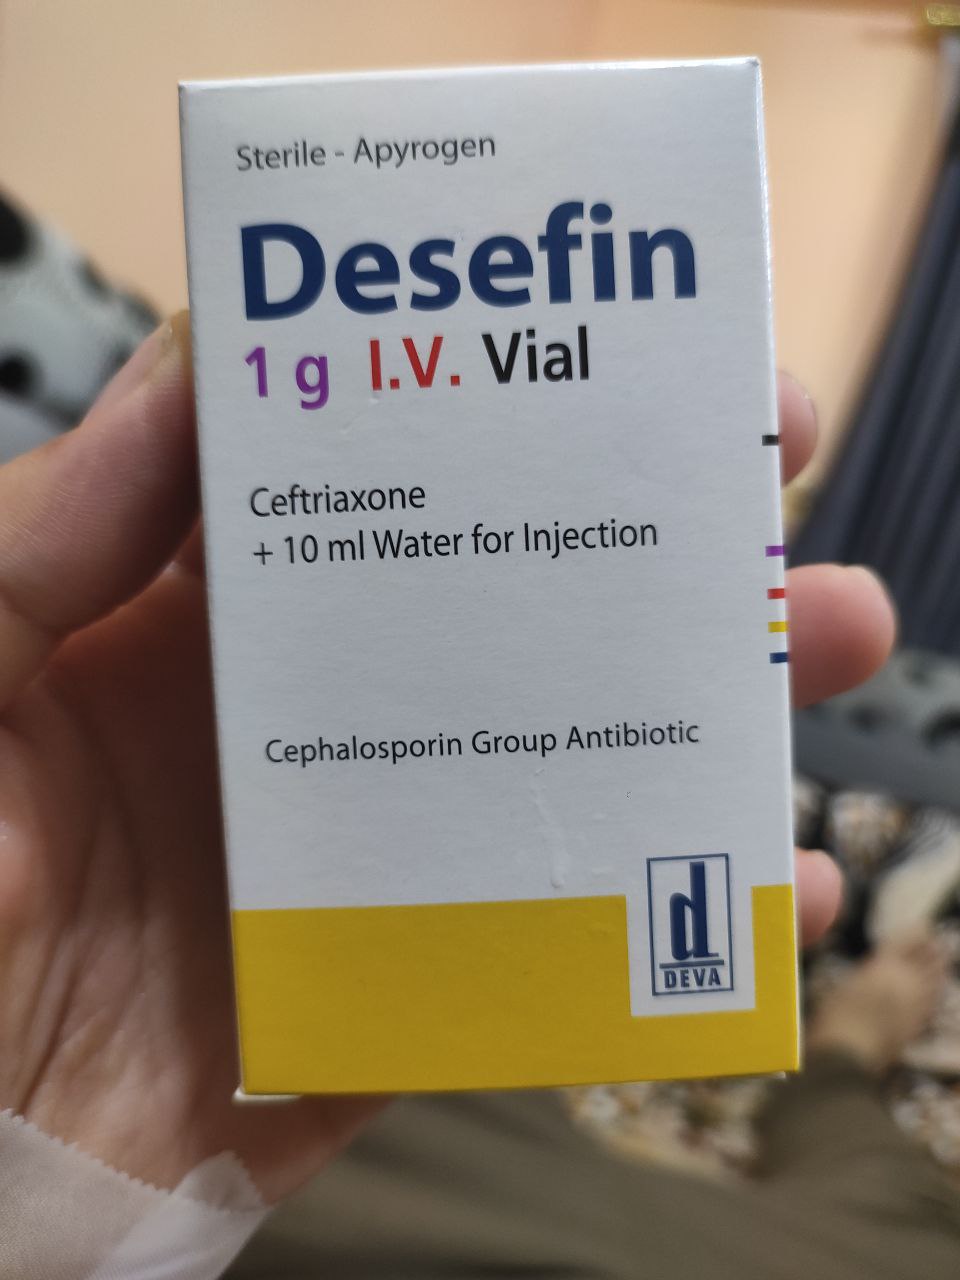 Sterile - Apyrogen
Desefin
1 g I.V. Vial
Ceftriaxone
+ 10 ml Water for Injection
Cephalosporin Group Antibiotic
d
DEVA